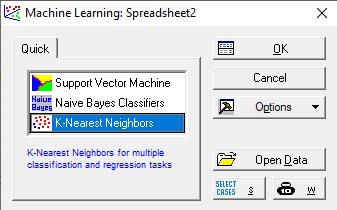 Machine Learning: Spreadsheet2
Quick
Support Vector Machine
Naive Bayes
Naive Bayes Classifiers
K-Nearest Neighbors
K-Nearest Neighbors for multiple
classification and regression tasks
OK
Cancel
Options
Open Data
SELECT
CASES
S
W